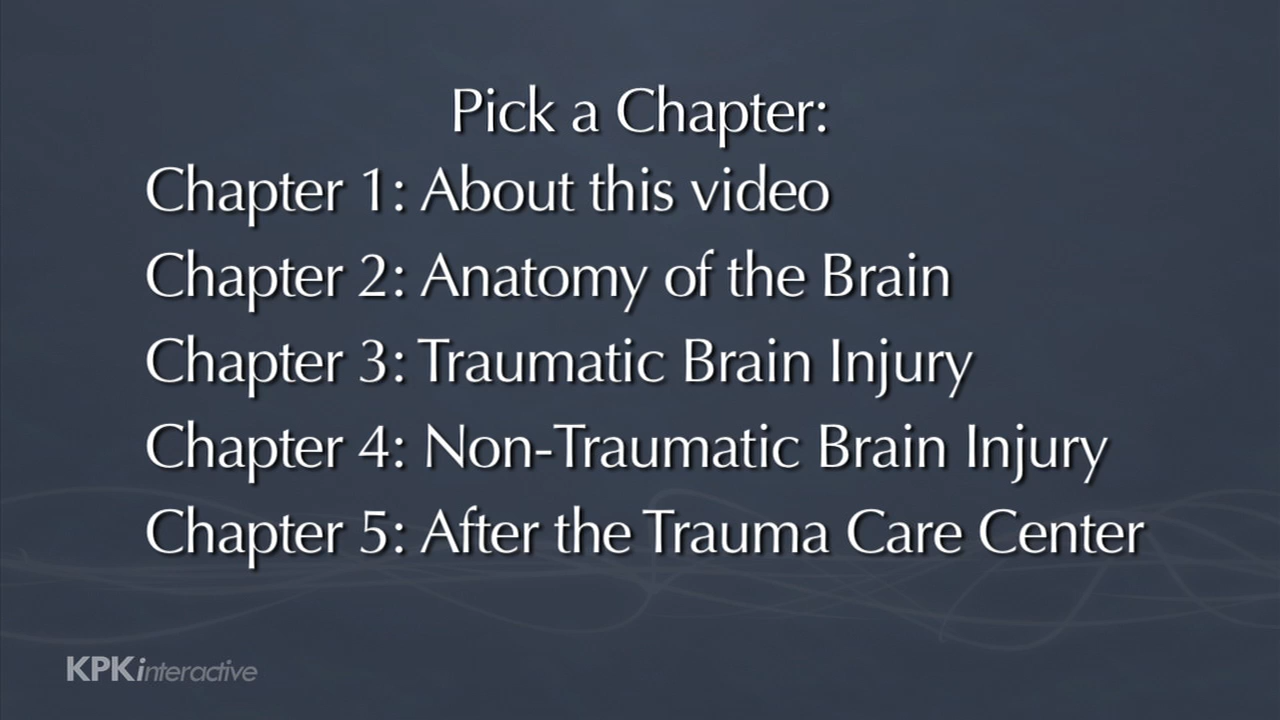 Pick a Chapter:
Chapter 1: About this video
Chapter 2: Anatomy of the Brain
Chapter 3: Traumatic Brain Injury
Chapter 4: Non-Traumatic Brain Injury
Chapter 5: After the Trauma Care Center
KPKinteractive